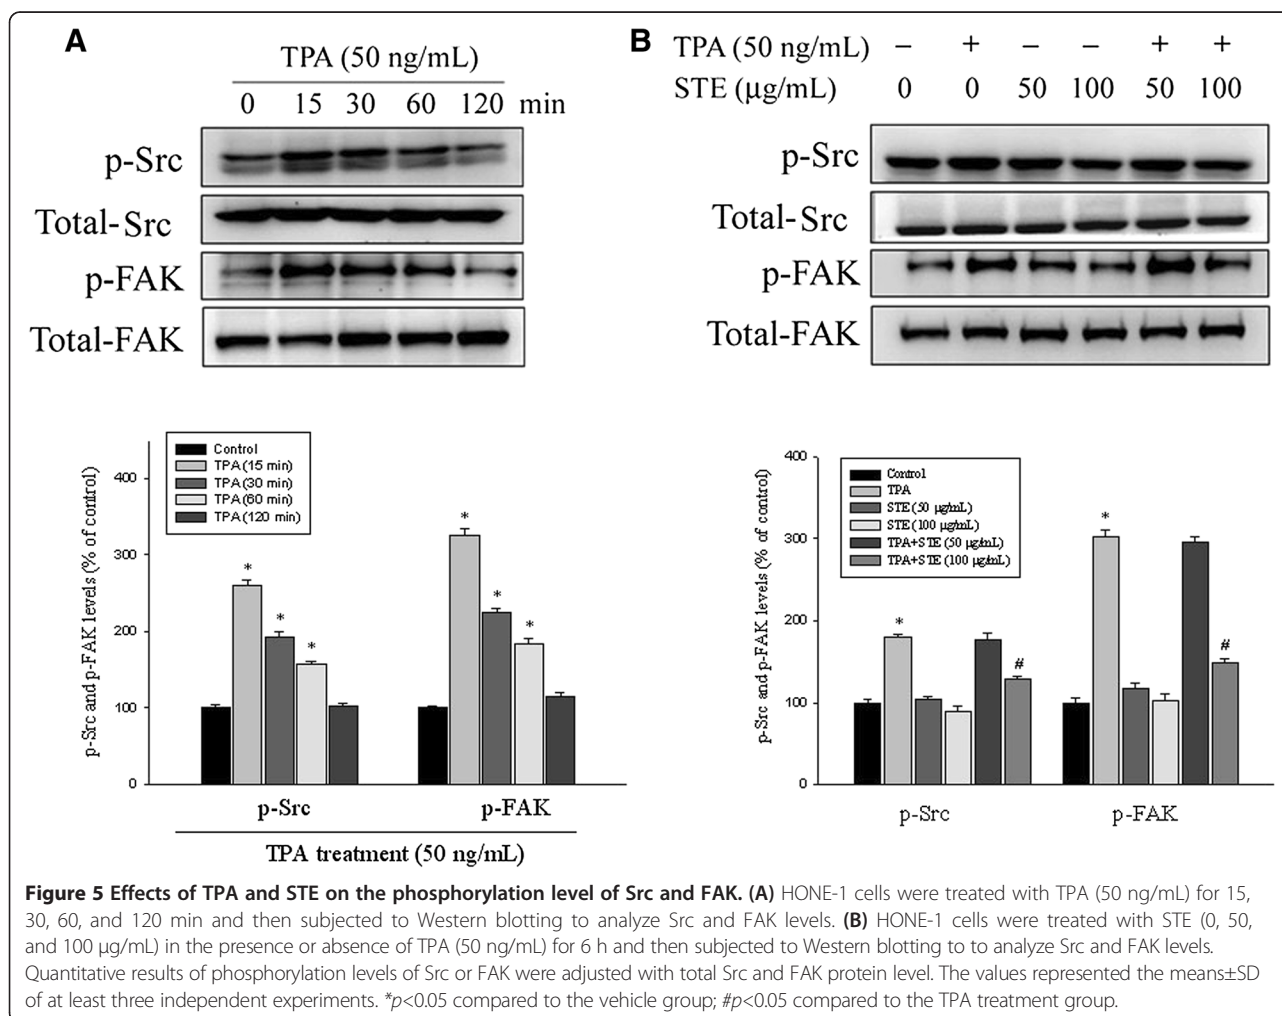 A
TPA (50 ng/mL)
0 15 30 60 120 min
p-Src
Total-Src
p-FAK
Total-FAK
B
TPA (50 ng/mL) − + − − + +
STE (µg/mL) 0 0 50 100 50 100
p-Src
Total-Src
p-FAK
Total-FAK
p-Src and p-FAK levels (% of control)
400
300
200
100
0
Control
TPA (15 min)
TPA (30 min)
TPA (60 min)
TPA (120 min)
* * *
* * *
p-Src p-FAK
TPA treatment (50 ng/mL)
p-Src and p-FAK levels (% of control)
400
300
200
100
0
Control
TPA
STE (50 µg/mL)
STE (100 µg/mL)
TPA+STE (50 µg/mL)
TPA+STE (100 µg/mL)
* #
* #
p-Src p-FAK
Figure 5 Effects of TPA and STE on the phosphorylation level of Src and FAK. (A) HONE-1 cells were treated with TPA (50 ng/mL) for 15,
30, 60, and 120 min and then subjected to Western blotting to analyze Src and FAK levels. (B) HONE-1 cells were treated with STE (0, 50,
and 100 µg/mL) in the presence or absence of TPA (50 ng/mL) for 6 h and then subjected to Western blotting to to analyze Src and FAK levels.
Quantitative results of phosphorylation levels of Src or FAK were adjusted with total Src and FAK protein level. The values represented the means±SD
of at least three independent experiments. *p<0.05 compared to the vehicle group; #p<0.05 compared to the TPA treatment group.